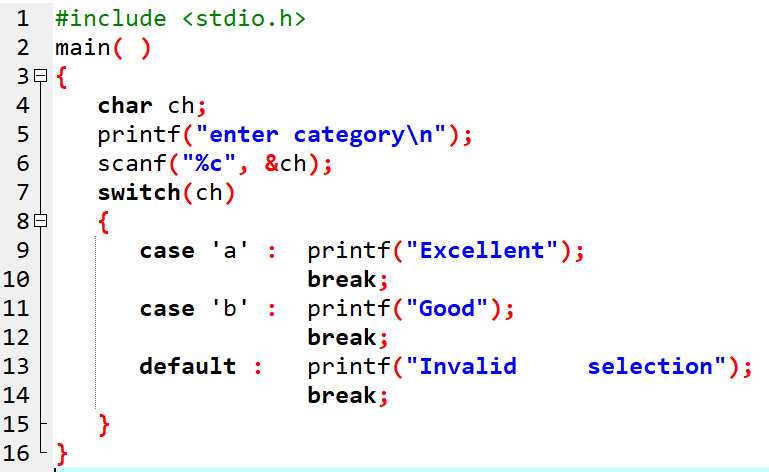 1 #include <stdio.h>
2 main( )
3 {
4    char ch;
5    printf("enter category\n");
6    scanf("%c", &ch);
7    switch(ch)
8    {
9       case 'a' :  printf("Excellent");
10                  break;
11      case 'b' :  printf("Good");
12                  break;
13      default :   printf("Invalid     selection");
14                  break;
15   }
16 }